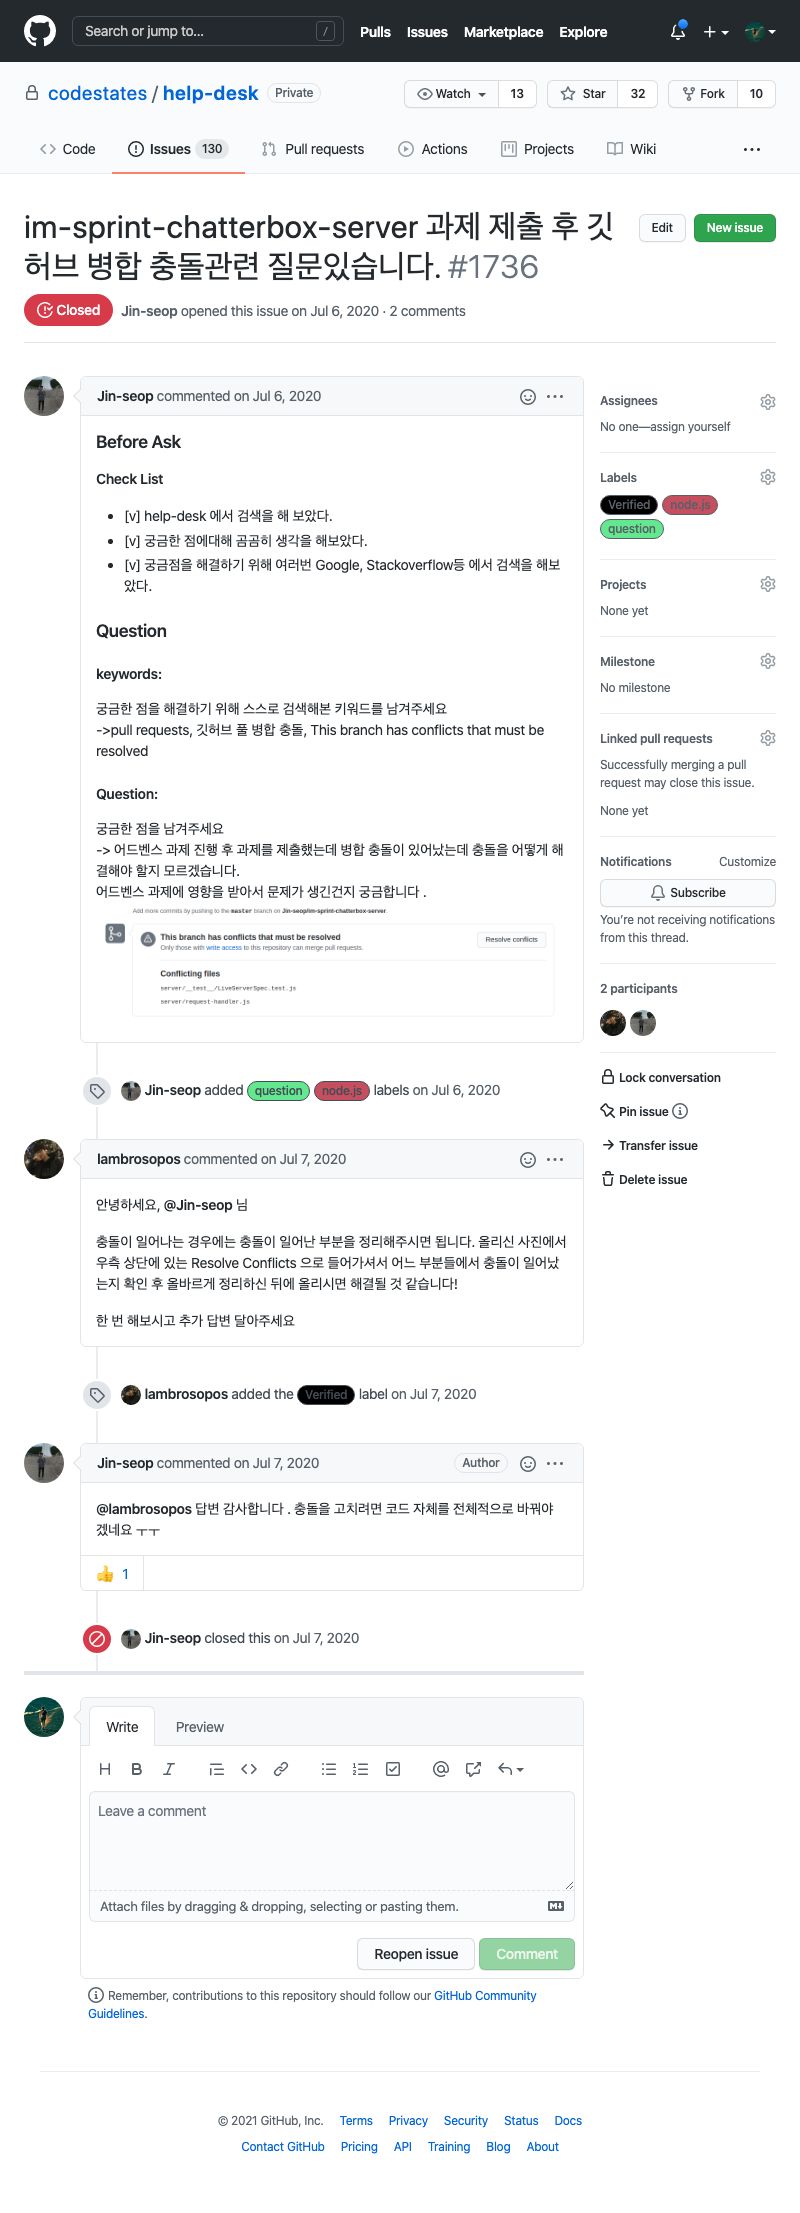 Search or jump to... /
Pulls Issues Marketplace Explore
codestates / help-desk Private
Watch 13 Star 32 Fork 10
Code Issues 130 Pull requests Actions Projects Wiki ...
im-sprint-chatterbox-server 과제 제출 후 깃
허브 병합 충돌관련 질문있습니다. #1736
Edit New issue
Closed Jin-seop opened this issue on Jul 6, 2020 · 2 comments
Jin-seop commented on Jul 6, 2020
Before Ask
Check List
• [v] help-desk 에서 검색을 해 보았다.
• [v] 궁금한 점에대해 곰곰히 생각을 해보았다.
• [v] 궁금점을 해결하기 위해 여러번 Google, Stackoverflow등 에서 검색을 해보
았다.
Question
keywords:
궁금한 점을 해결하기 위해 스스로 검색해본 키워드를 남겨주세요
->pull requests, 깃허브 풀 병합 충돌, This branch has conflicts that must be
resolved
Question:
궁금한 점을 남겨주세요
-> 어드벤스 과제 진행 후 과제를 제출했는데 병합 충돌이 있어났는데 충돌을 어떻게 해
결해야 할지 모르겠습니다.
어드벤스 과제에 영향을 받아서 문제가 생긴건지 궁금합니다 .
Add more commits by pushing to the master branch on Jin-seop/im-sprint-chatterbox-server.
This branch has conflicts that must be resolved
Only those with write access to this repository can merge pull requests.
Resolve conflicts
Conflicting files
server/__test__/LiveServerSpec.test.js
server/request-handler.js
Jin-seop added question node.js labels on Jul 6, 2020
Iambrosopos commented on Jul 7, 2020
안녕하세요, @Jin-seop 님
충돌이 일어나는 경우에는 충돌이 일어난 부분을 정리해주시면 됩니다. 올리신 사진에서
우측 상단에 있는 Resolve Conflicts 으로 들어가셔서 어느 부분들에서 충돌이 일어났
는지 확인 후 올바르게 정리하신 뒤에 올리시면 해결될 것 같습니다!
한 번 해보시고 추가 답변 달아주세요
Iambrosopos added the Verified label on Jul 7, 2020
Jin-seop commented on Jul 7, 2020 Author
@Iambrosopos 답변 감사합니다 . 충돌을 고치려면 코드 자체를 전체적으로 바꿔야
겠네요 ㅜㅜ
👍 1
Jin-seop closed this on Jul 7, 2020
Write Preview
Leave a comment
Attach files by dragging & dropping, selecting or pasting them.
Reopen issue Comment
Remember, contributions to this repository should follow our GitHub Community
Guidelines.
Assignees
No one—assign yourself
Labels
Verified node.js
question
Projects
None yet
Milestone
No milestone
Linked pull requests
Successfully merging a pull
request may close this issue.
None yet
Notifications Customize
Subscribe
You're not receiving notifications
from this thread.
2 participants
Lock conversation
Pin issue
Transfer issue
Delete issue
© 2021 GitHub, Inc. Terms Privacy Security Status Docs
Contact GitHub Pricing API Training Blog About